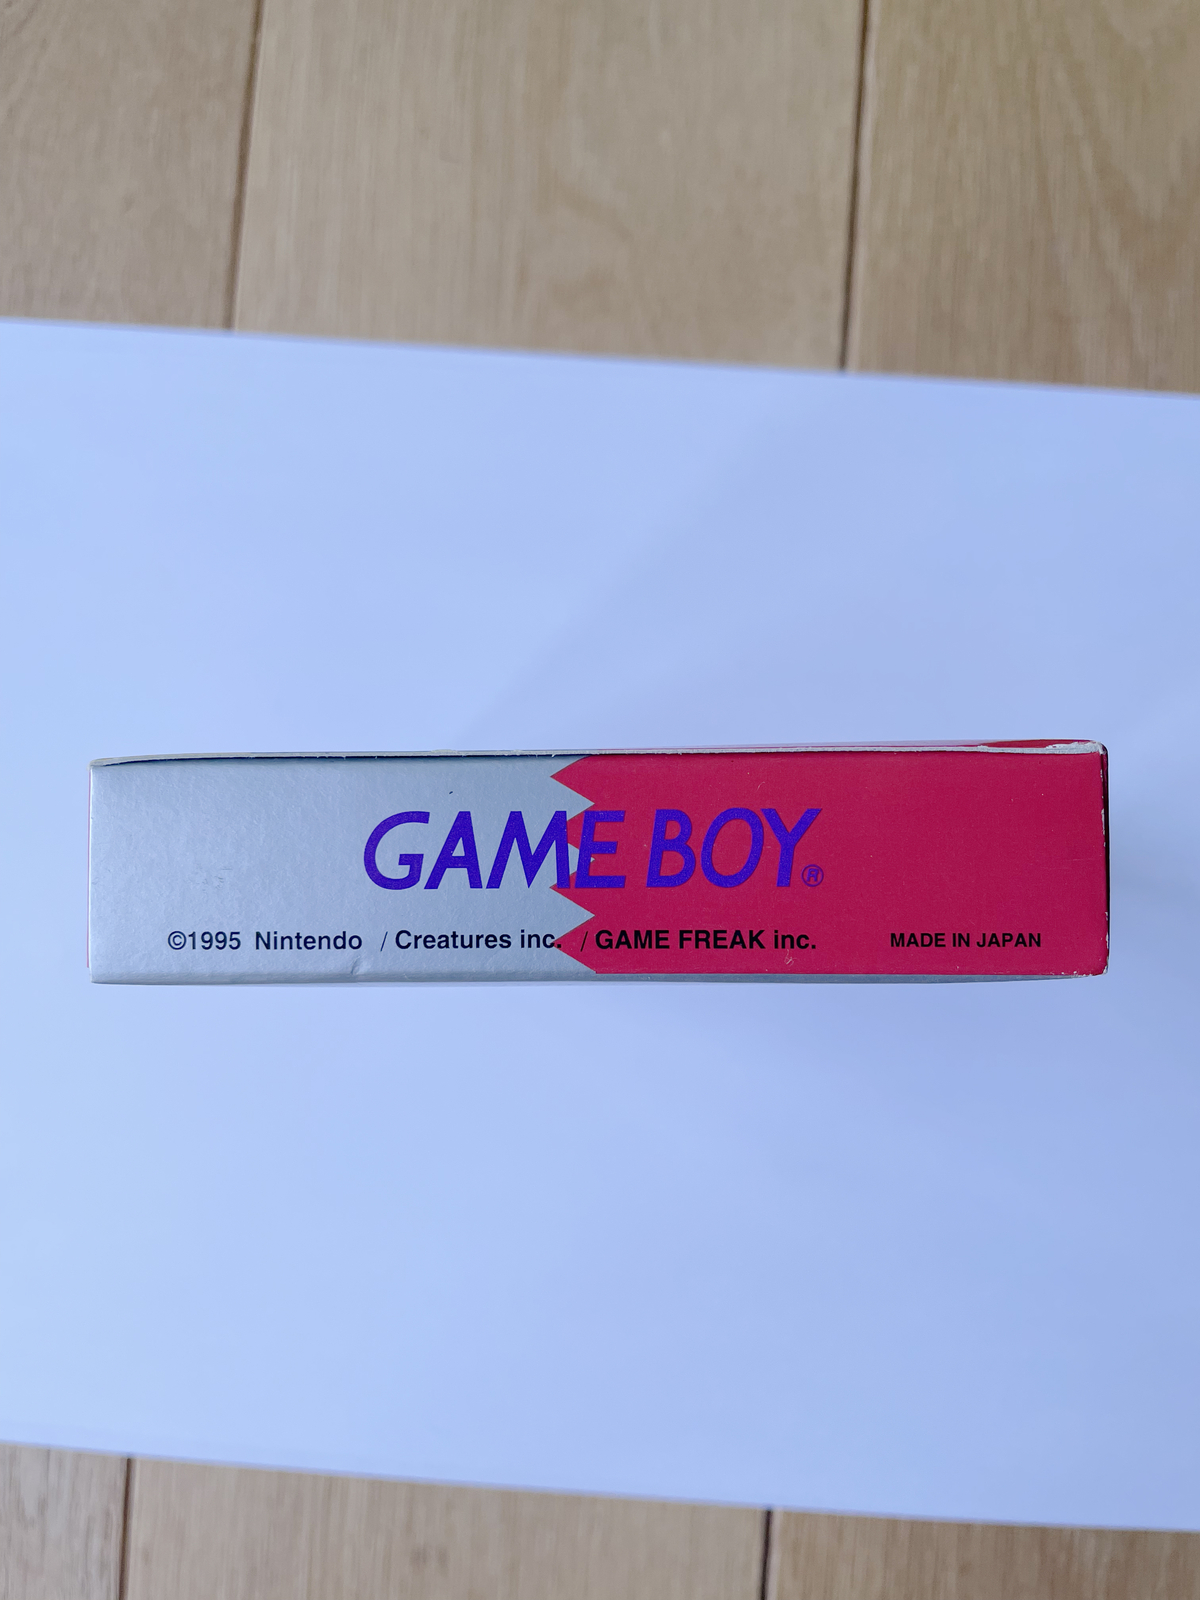 GAME BOY®
©1995 Nintendo / Creatures inc. / GAME FREAK inc. MADE IN JAPAN